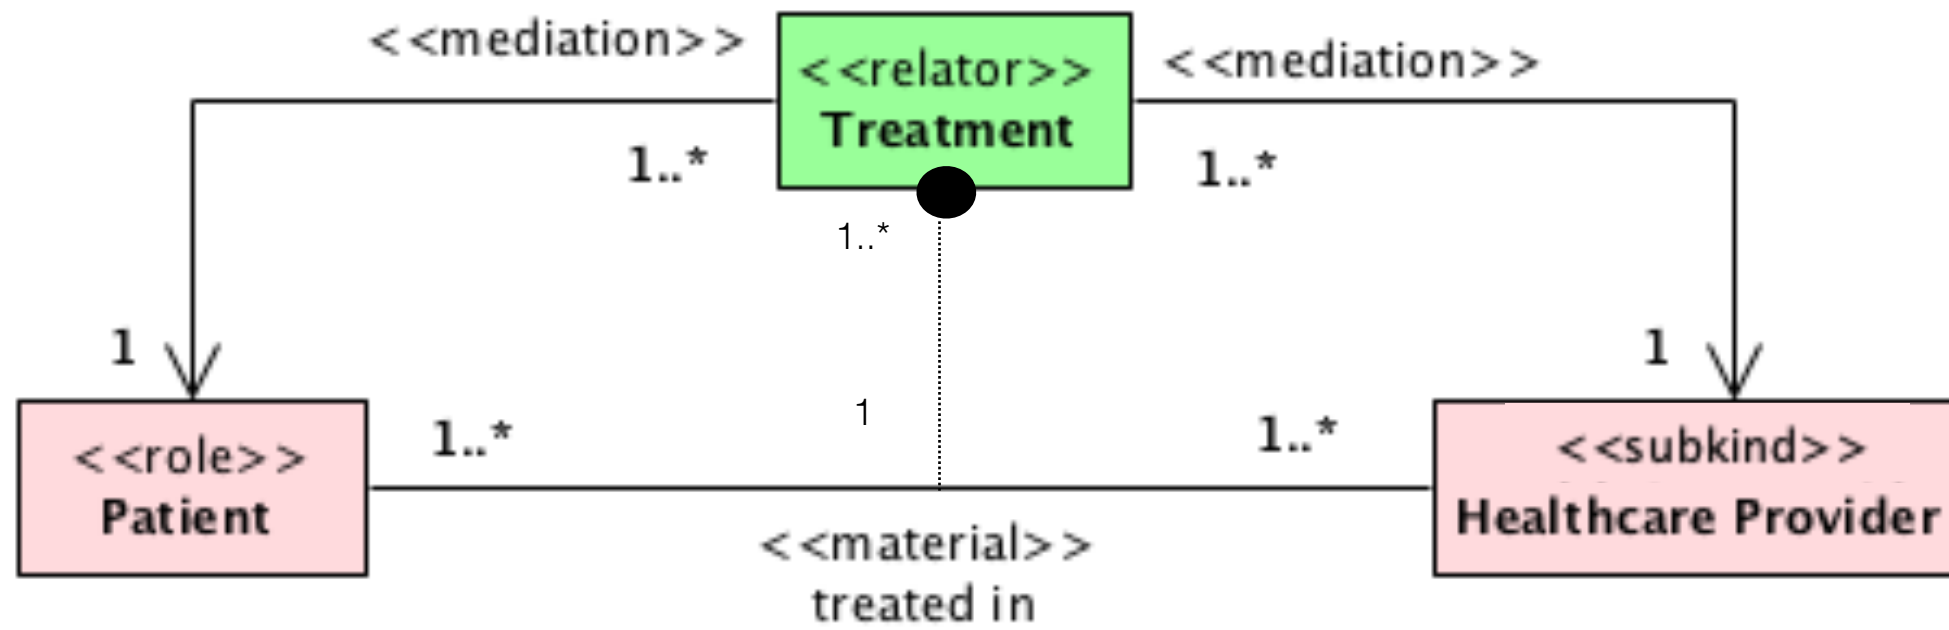 <<mediation>>
<<relator>>
Treatment
<<mediation>>
1..*
1..*
1..*
1
1
1
1..*
1..*
<<role>>
Patient
<<subkind>>
Healthcare Provider
<<material>>
treated in